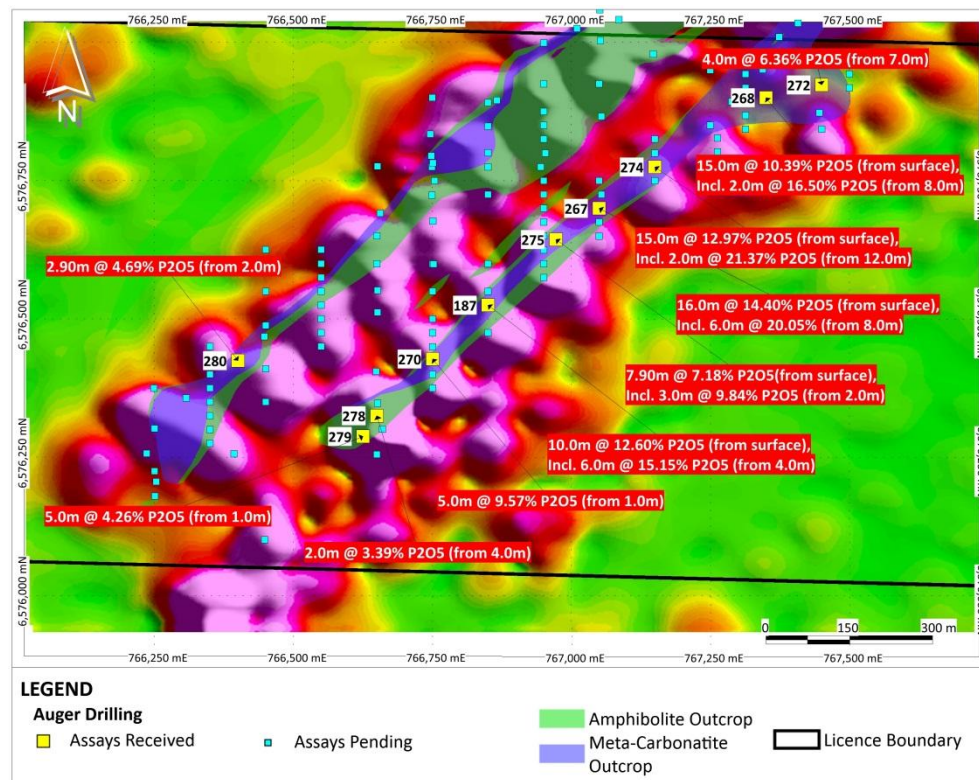 766,250 mE
766,500 mE
766,750 mE
767,000 mE
767,250 mE
767,500 mE
N
6,576,750 mN
6,576,500 mN
6,576,250 mN
6,576,000 mN
4.0m @ 6.36% P2O5 (from 7.0m)
272
268
274
15.0m @ 10.39% P2O5 (from surface),
Incl. 2.0m @ 16.50% P2O5 (from 8.0m)
267
275
15.0m @ 12.97% P2O5 (from surface),
Incl. 2.0m @ 21.37% P2O5 (from 12.0m)
2.90m @ 4.69% P2O5 (from 2.0m)
187
16.0m @ 14.40% P2O5 (from surface),
Incl. 6.0m @ 20.05% (from 8.0m)
280
270
7.90m @ 7.18% P2O5(from surface),
Incl. 3.0m @ 9.84% P2O5 (from 2.0m)
278
279
10.0m @ 12.60% P2O5 (from surface),
Incl. 6.0m @ 15.15% P2O5 (from 4.0m)
5.0m @ 9.57% P2O5 (from 1.0m)
5.0m @ 4.26% P2O5 (from 1.0m)
2.0m @ 3.39% P2O5 (from 4.0m)
0 150 300 m
766,250 mE
766,500 mE
766,750 mE
767,000 mE
767,250 mE
767,500 mE
LEGEND
Auger Drilling
Assays Received
Assays Pending
Amphibolite Outcrop
Meta-Carbonatite
Outcrop
Licence Boundary